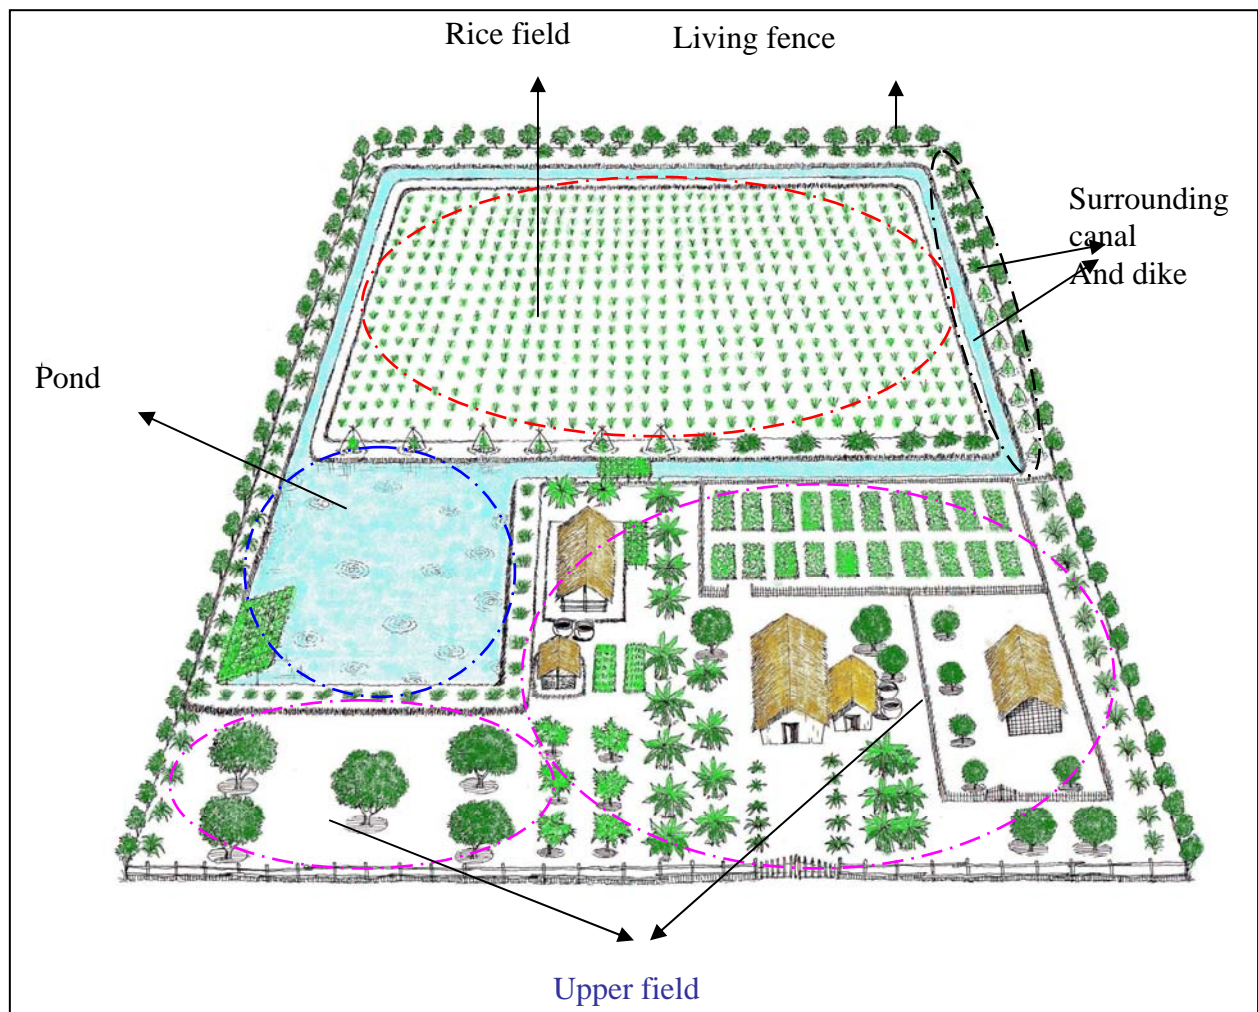 Rice field
Living fence
Surrounding
canal
And dike
Pond
Upper field